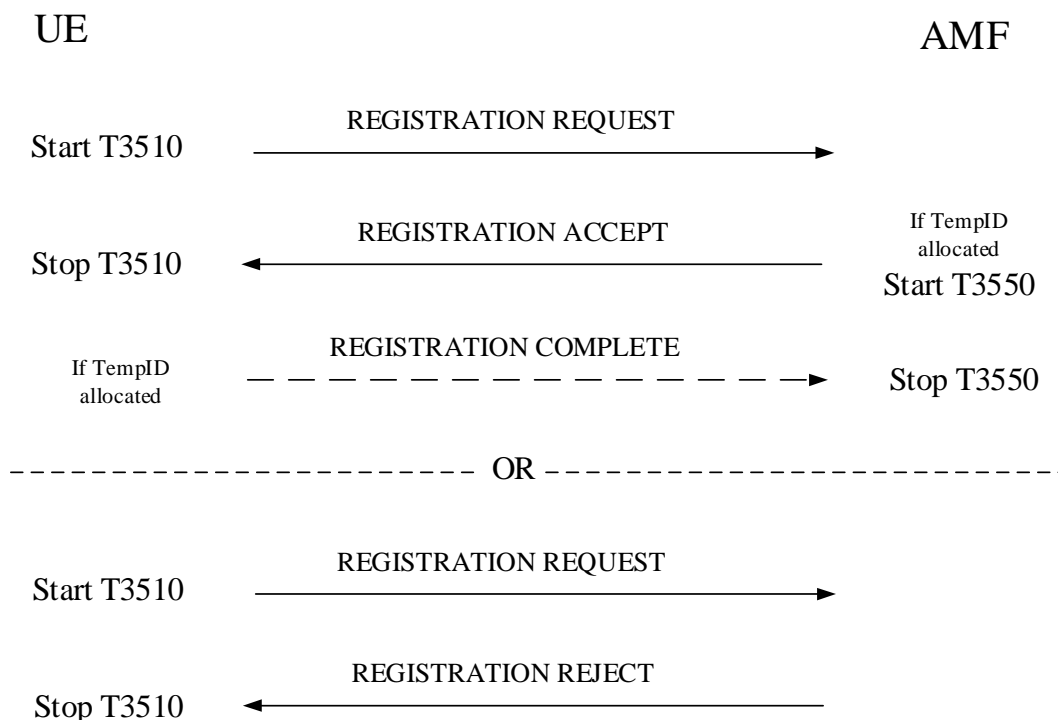 UE
AMF
REGISTRATION REQUEST
Start T3510
REGISTRATION ACCEPT
Stop T3510
If TempID
allocated
Start T3550
REGISTRATION COMPLETE
If TempID
allocated
Stop T3550
OR
REGISTRATION REQUEST
Start T3510
REGISTRATION REJECT
Stop T3510